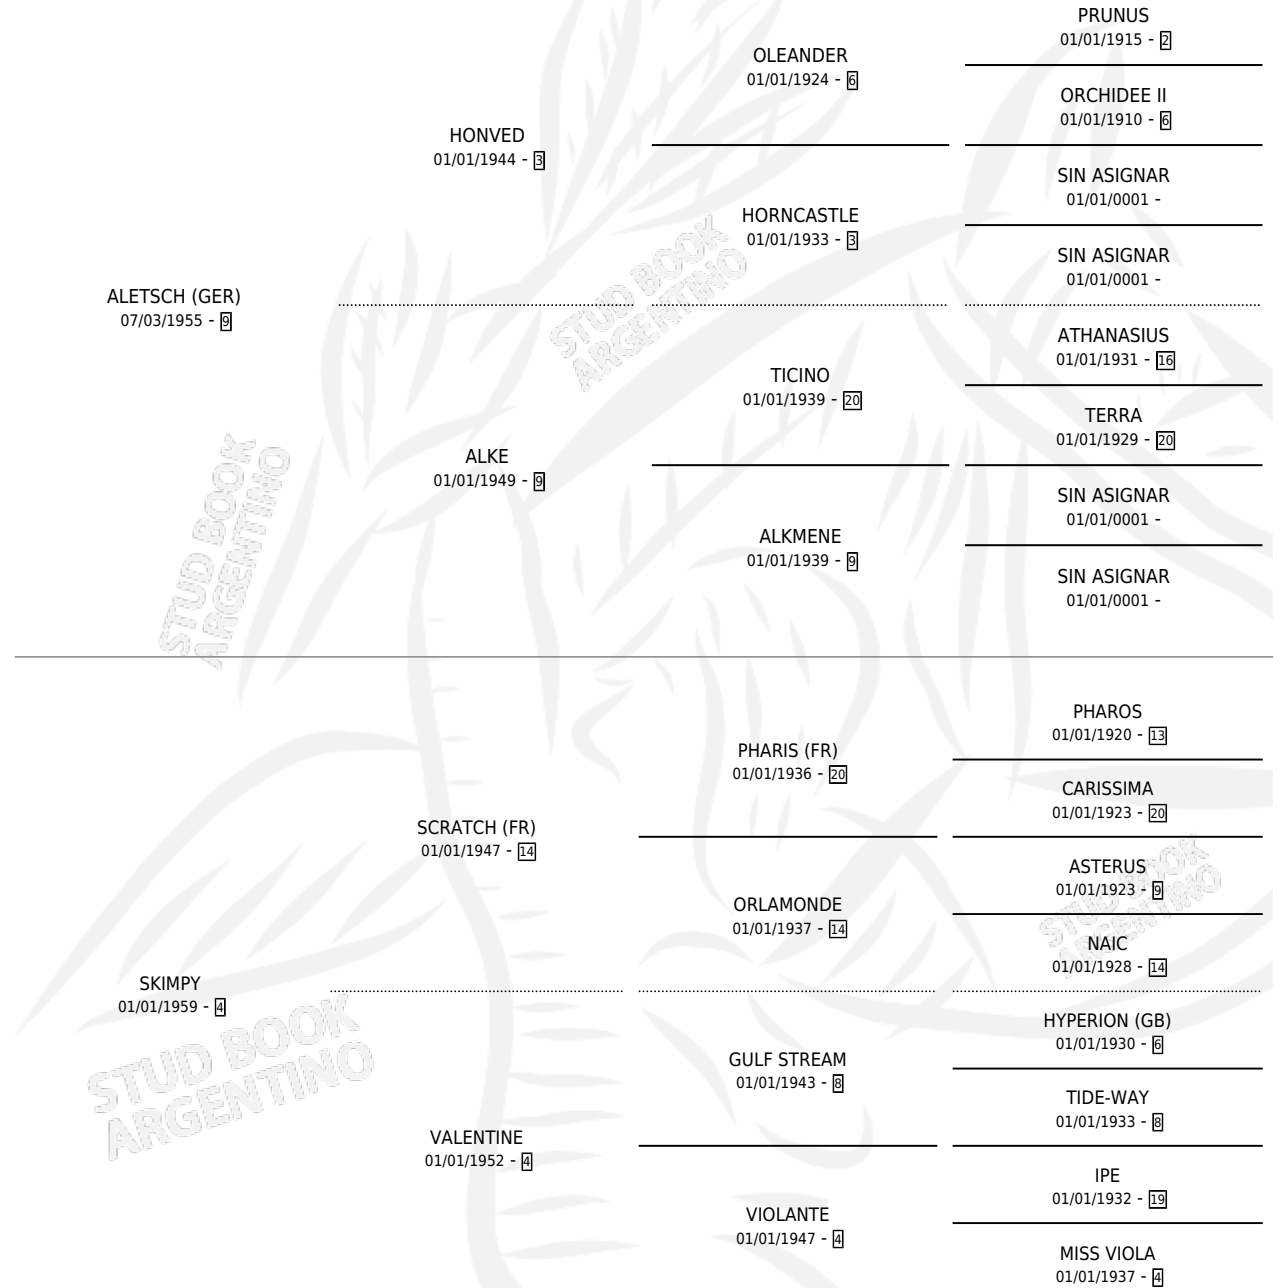 PRUNUS
01/01/1915 - 2
OLEANDER
01/01/1924 - 6
ORCHIDEE II
01/01/1910 - 6
HONVED
01/01/1944 - 3
SIN ASIGNAR
01/01/0001 -
HORNCASTLE
01/01/1933 - 3
SIN ASIGNAR
01/01/0001 -
ALETSCH (GER)
07/03/1955 - 9
ATHANASIUS
01/01/1931 - 16
TICINO
01/01/1939 - 20
TERRA
01/01/1929 - 20
ALKE
01/01/1949 - 9
SIN ASIGNAR
01/01/0001 -
ALKMENE
01/01/1939 - 9
SIN ASIGNAR
01/01/0001 -
PHAROS
01/01/1920 - 13
PHARIS (FR)
01/01/1936 - 20
CARISSIMA
01/01/1923 - 20
SCRATCH (FR)
01/01/1947 - 14
ASTERUS
01/01/1923 - 9
ORLAMONDE
01/01/1937 - 14
NAIC
01/01/1928 - 14
SKIMPY
01/01/1959 - 4
HYPERION (GB)
01/01/1930 - 6
GULF STREAM
01/01/1943 - 8
TIDE-WAY
01/01/1933 - 8
VALENTINE
01/01/1952 - 4
IPE
01/01/1932 - 19
VIOLANTE
01/01/1947 - 4
MISS VIOLA
01/01/1937 - 4
STUD BOOK
ARGENTINO
STUD BOOK
ARGENTINO
STUD BOOK
ARGENTINO
STUD BOOK
ARGENTINO